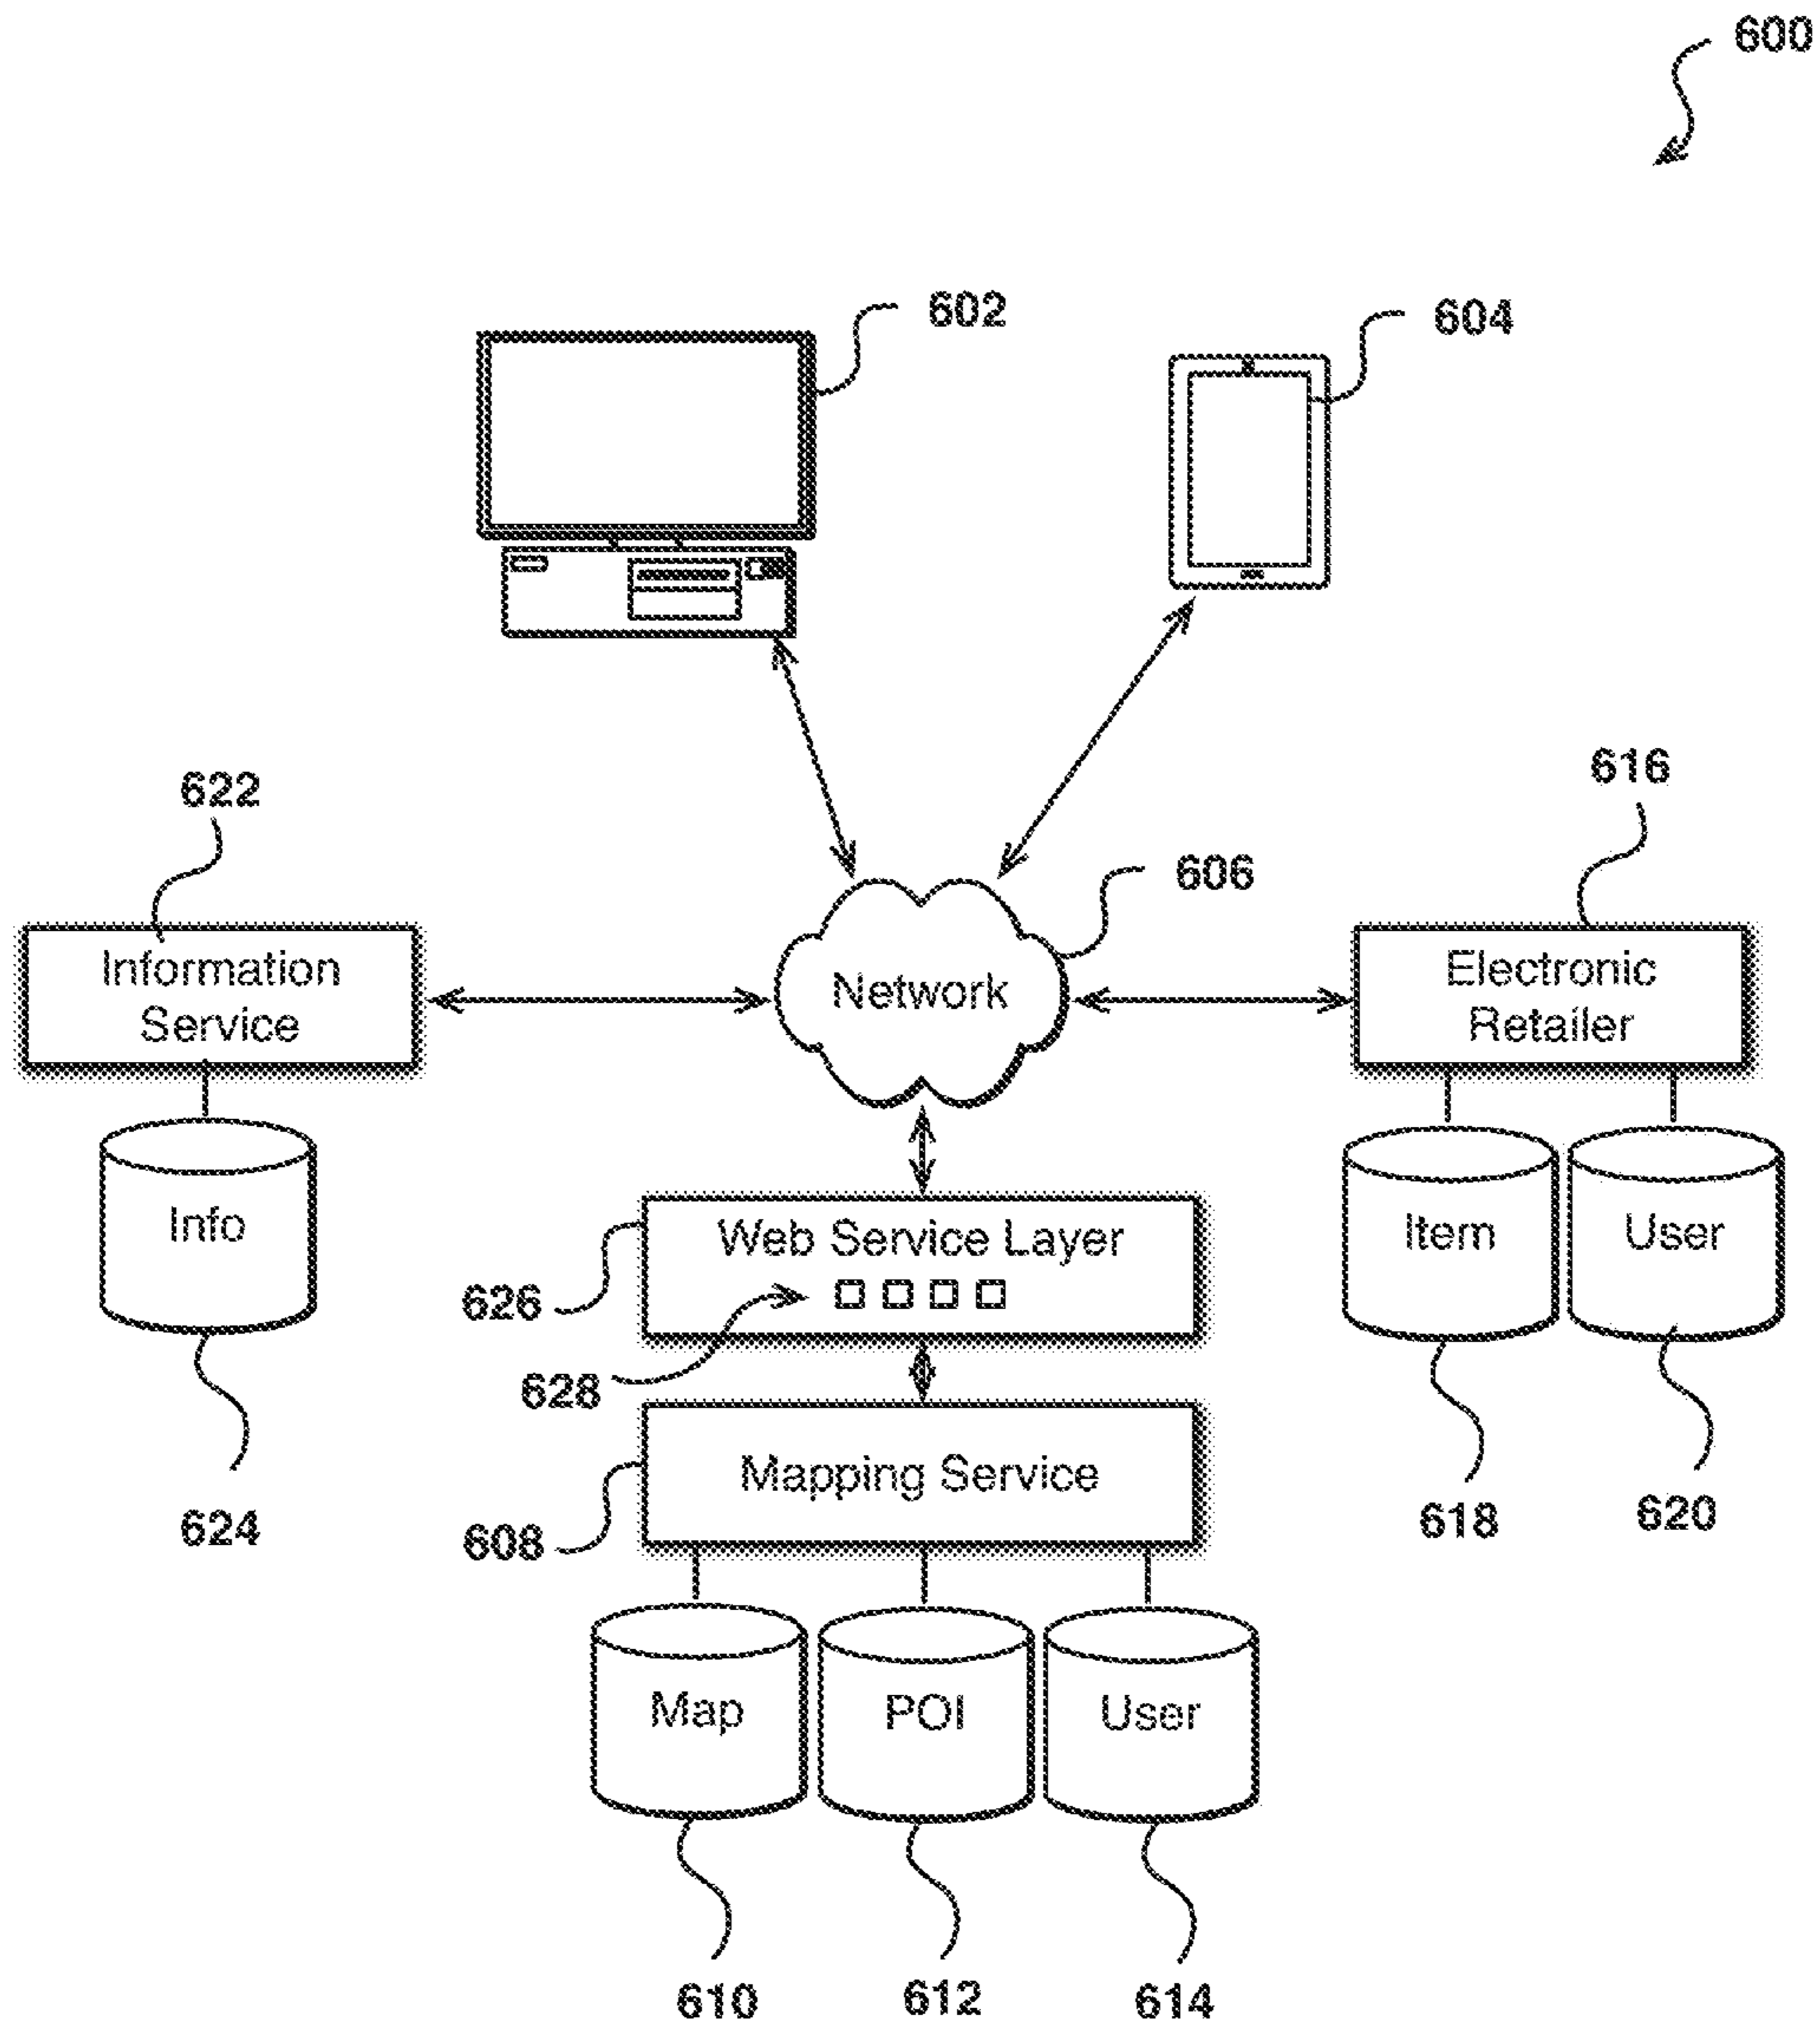 600
602
604
622
616
606
Information
Service
Network
Electronic
Retailer
Info
Item
User
Web Service Layer
626
628
Mapping Service
608
624
618
620
Map
POI
User
610
612
614